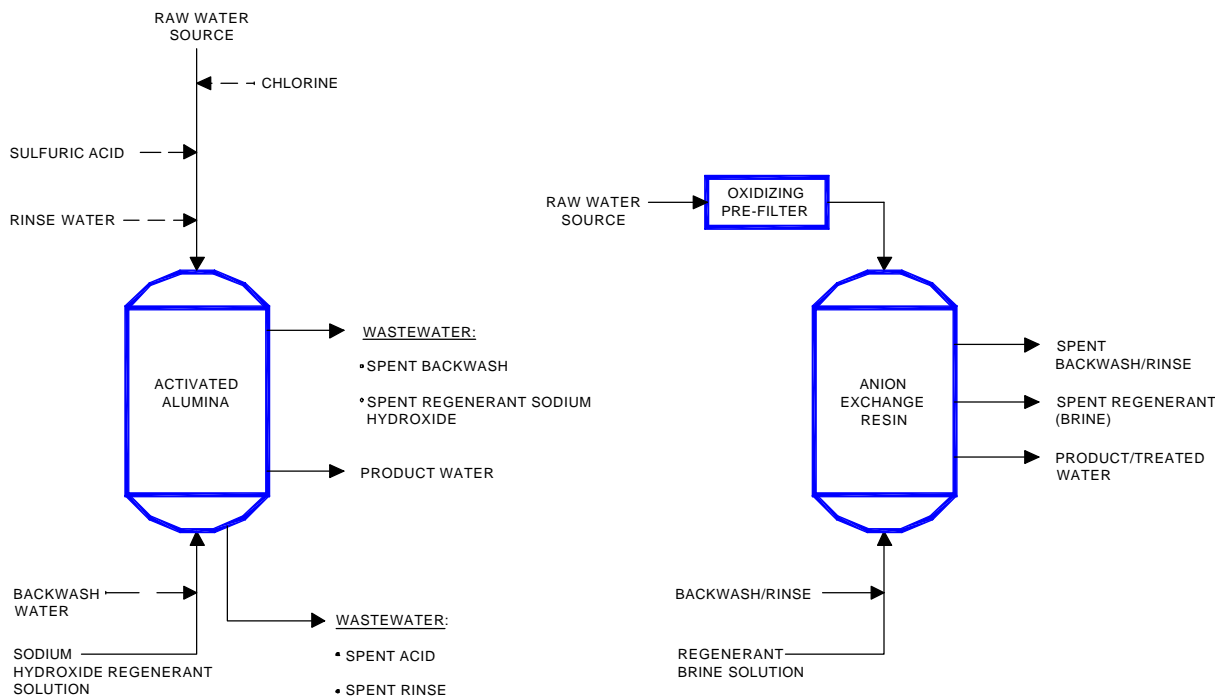 RAW WATER
SOURCE
CHLORINE
SULFURIC ACID
RINSE WATER
ACTIVATED
ALUMINA
WASTEWATER:
• SPENT BACKWASH
• SPENT REGENERANT SODIUM
HYDROXIDE
PRODUCT WATER
BACKWASH
WATER
SODIUM
HYDROXIDE REGENERANT
SOLUTION
WASTEWATER:
• SPENT ACID
• SPENT RINSE
RAW WATER
SOURCE
OXIDIZING
PRE-FILTER
ANION
EXCHANGE
RESIN
SPENT
BACKWASH/RINSE
SPENT REGENERANT
(BRINE)
PRODUCT/TREATED
WATER
BACKWASH/RINSE
REGENERANT
BRINE SOLUTION